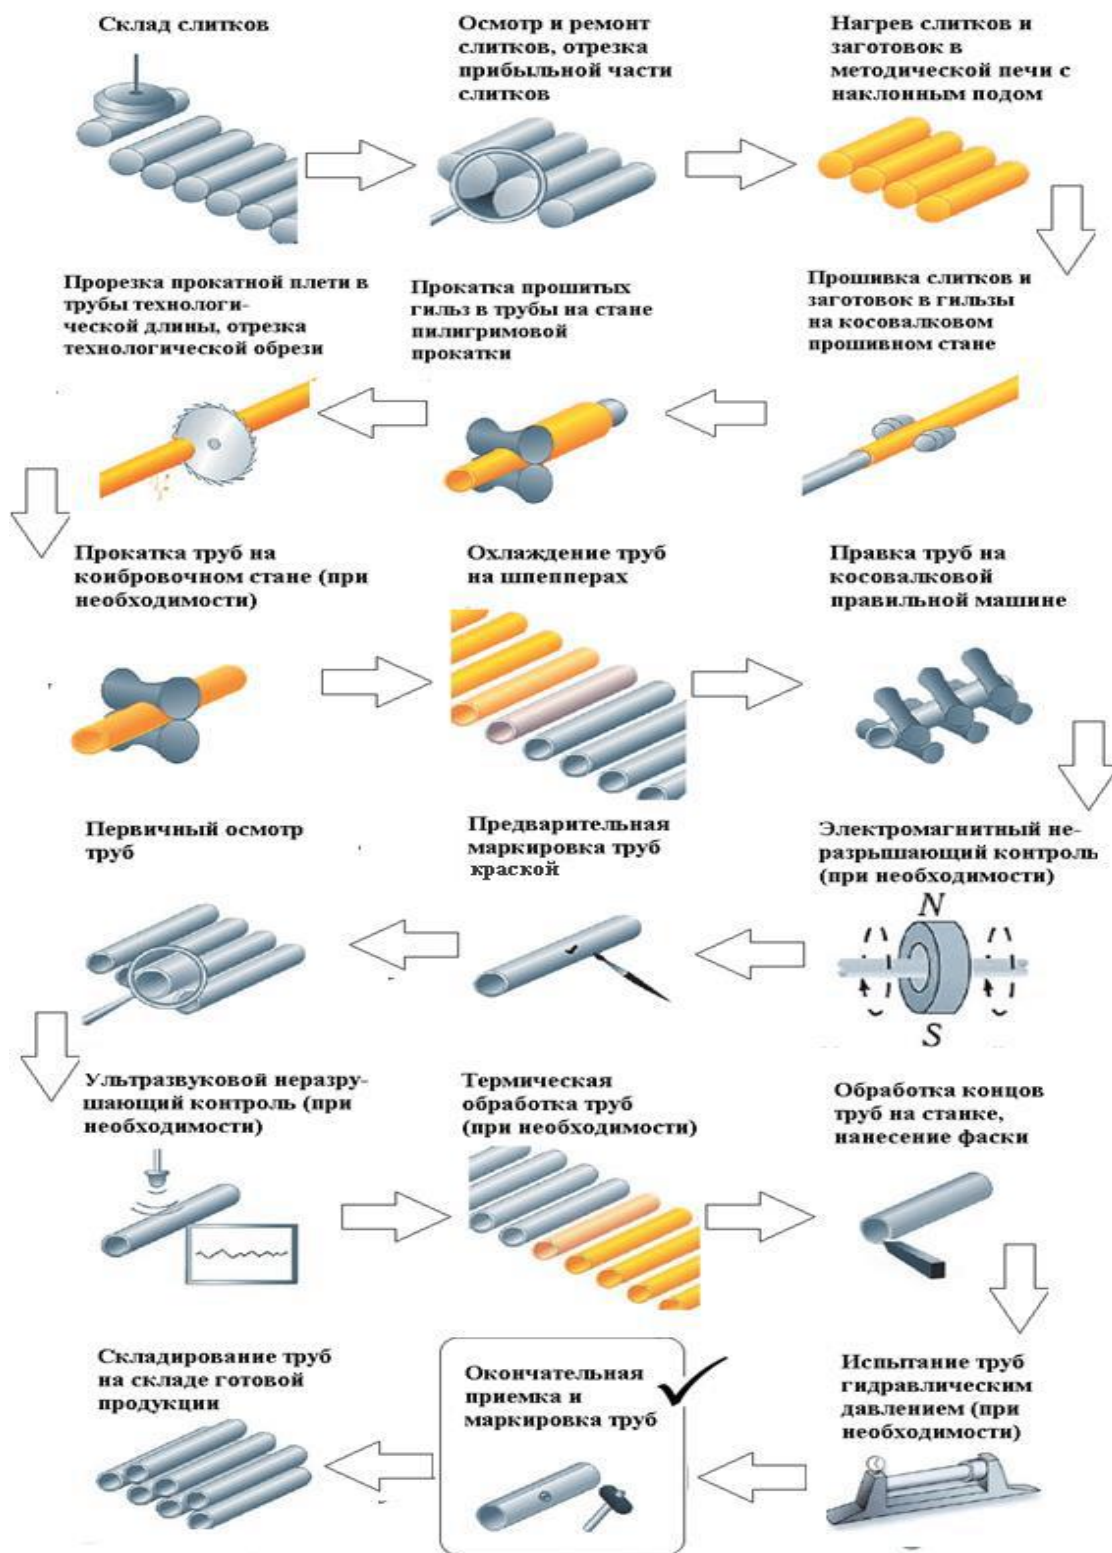 Склад слитков
Осмотр и ремонт
слитков, отрезка
прибыльной части
слитков
Нагрев слитков и
заготовок в
методической печи с
наклонным подом
Прорезка прокатной плети в
трубы технологи-
ческой длины, отрезка
технологической обрези
Прокатка прошитых
гильз в трубы на стане
пилигримовой
прокатки
Прошивка слитков и
заготовок в гильзы
на косовалковом
прошивном стане
Прокатка труб на
коибровочном стане (при
необходимости)
Охлаждение труб
на шпепперах
Правка труб на
косовалковой
правильной машине
Первичный осмотр
труб
Предварительная
маркировка труб
краской
Электромагнитный не-
разрышающий контроль
(при необходимости)
N
S
Ультразвуковой неразру-
шающий контроль (при
необходимости)
Термическая
обработка труб
(при необходимости)
Обработка концов
труб на станке,
нанесение фаски
Складирование труб
на складе готовой
продукции
Окончательная
приемка и
маркировка труб
Испытание труб
гидравлическим
давлением (при
необходимости)